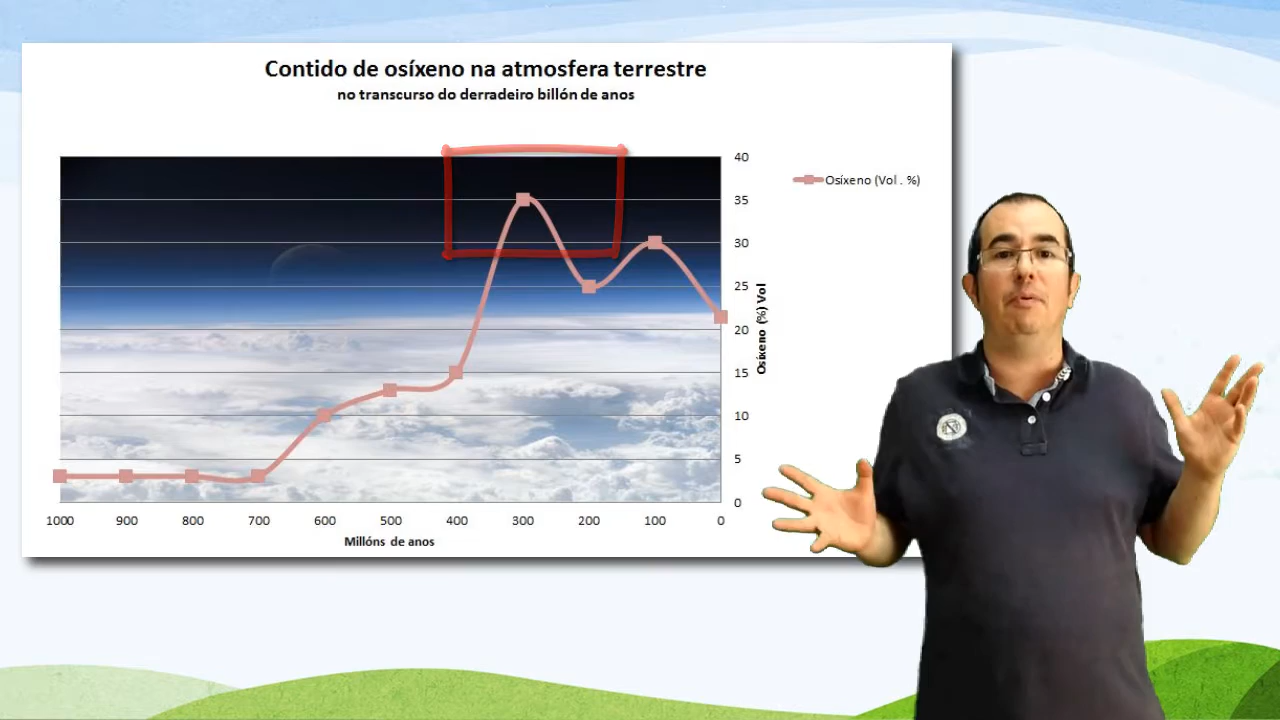 Contido de osíxeno na atmosfera terrestre
no transcurso do derradeiro billón de anos
40
35
30
25
20
15
10
5
0
Osíxeno (%) Vol
Osíxeno (Vol . %)
1000 900 800 700 600 500 400 300 200 100 0
Millóns de anos